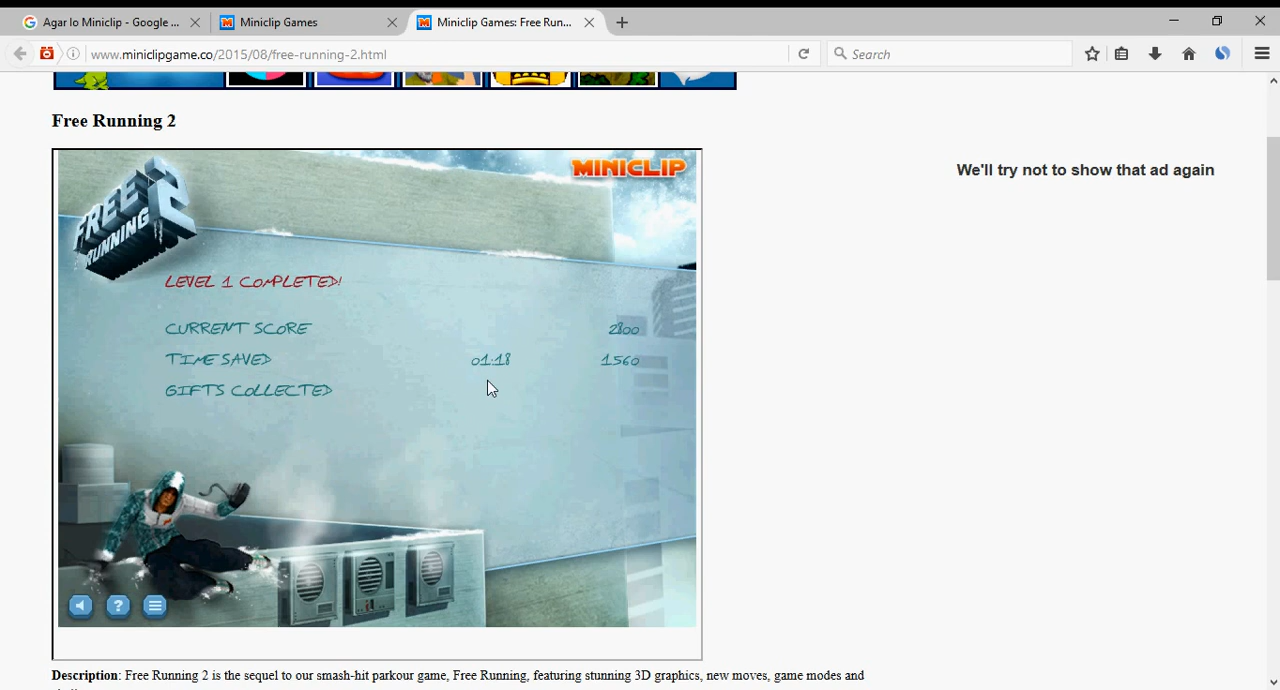 Agar Io Miniclip - Google ...
Miniclip Games
Miniclip Games: Free Run...
www.miniclipgame.co/2015/08/free-running-2.html
Search
Free Running 2
MINICLIP
FREE 2
RUNNING
We'll try not to show that ad again
LEVEL 1 COMPLETED!
CURRENT SCORE 2800
TIME SAVED 01:18 1560
GIFTS COLLECTED
Description: Free Running 2 is the sequel to our smash-hit parkour game, Free Running, featuring stunning 3D graphics, new moves, game modes and